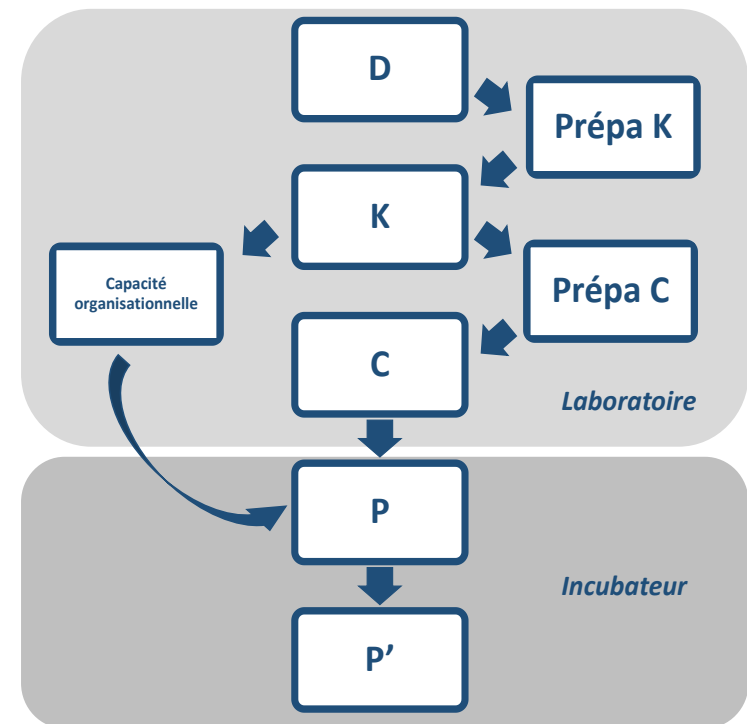 D
Prépa K
K
Capacité
organisationnelle
Prépa C
C
Laboratoire
P
Incubateur
P’